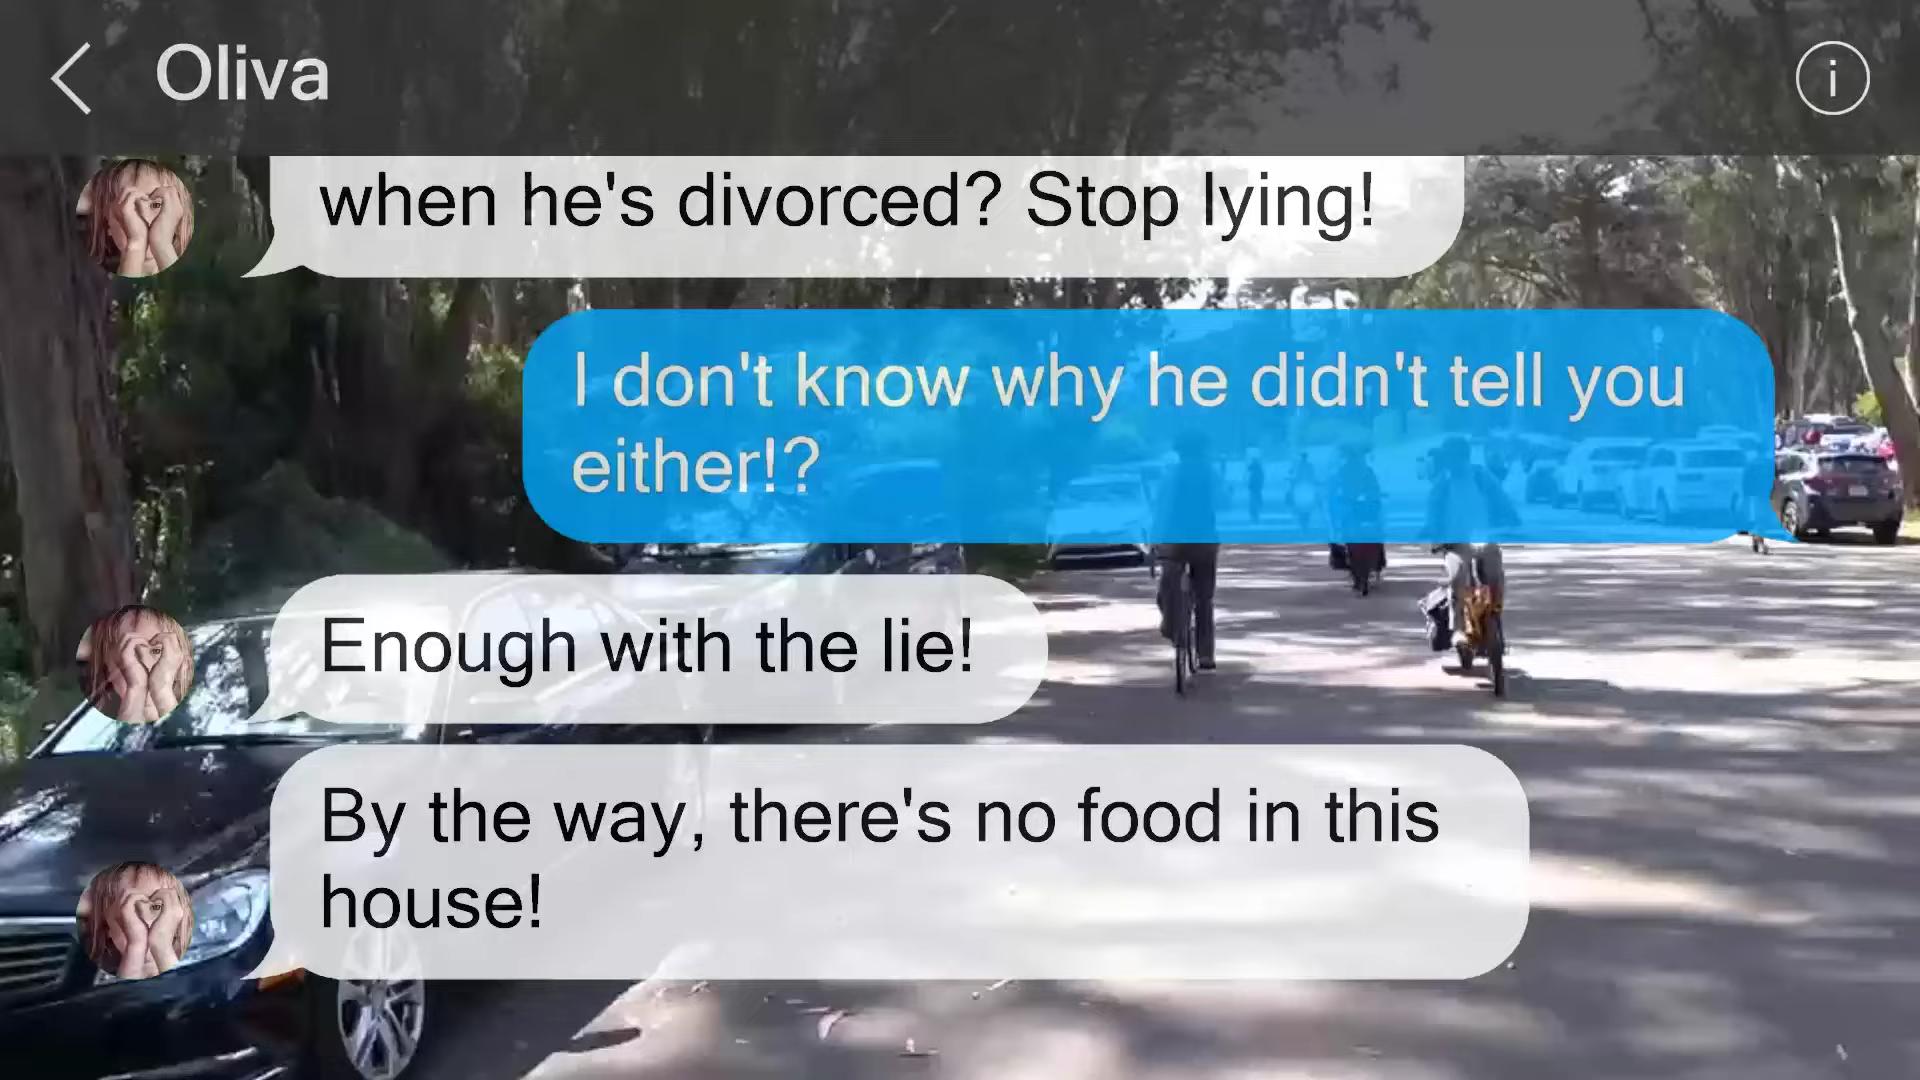 Oliva
when he's divorced? Stop lying!
I don't know why he didn't tell you
either!?
Enough with the lie!
By the way, there's no food in this
house!